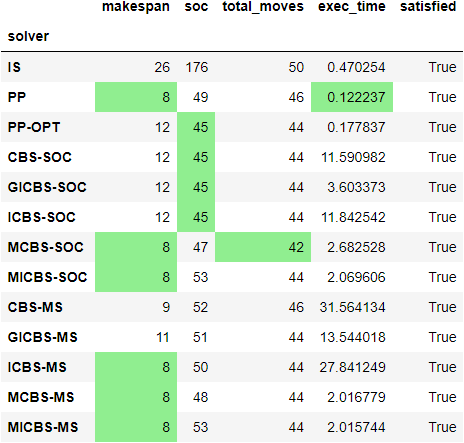 makespan soc total_moves exec_time satisfied
solver
IS 26 176 50 0.470254 True
PP 8 49 46 0.122237 True
PP-OPT 12 45 44 0.177837 True
CBS-SOC 12 45 44 11.590982 True
GICBS-SOC 12 45 44 3.603373 True
ICBS-SOC 12 45 44 11.842542 True
MCBS-SOC 8 47 42 2.682528 True
MICBS-SOC 8 53 44 2.069606 True
CBS-MS 9 52 46 31.564134 True
GICBS-MS 11 51 44 13.544018 True
ICBS-MS 8 50 44 27.841249 True
MCBS-MS 8 48 44 2.016779 True
MICBS-MS 8 53 44 2.015744 True